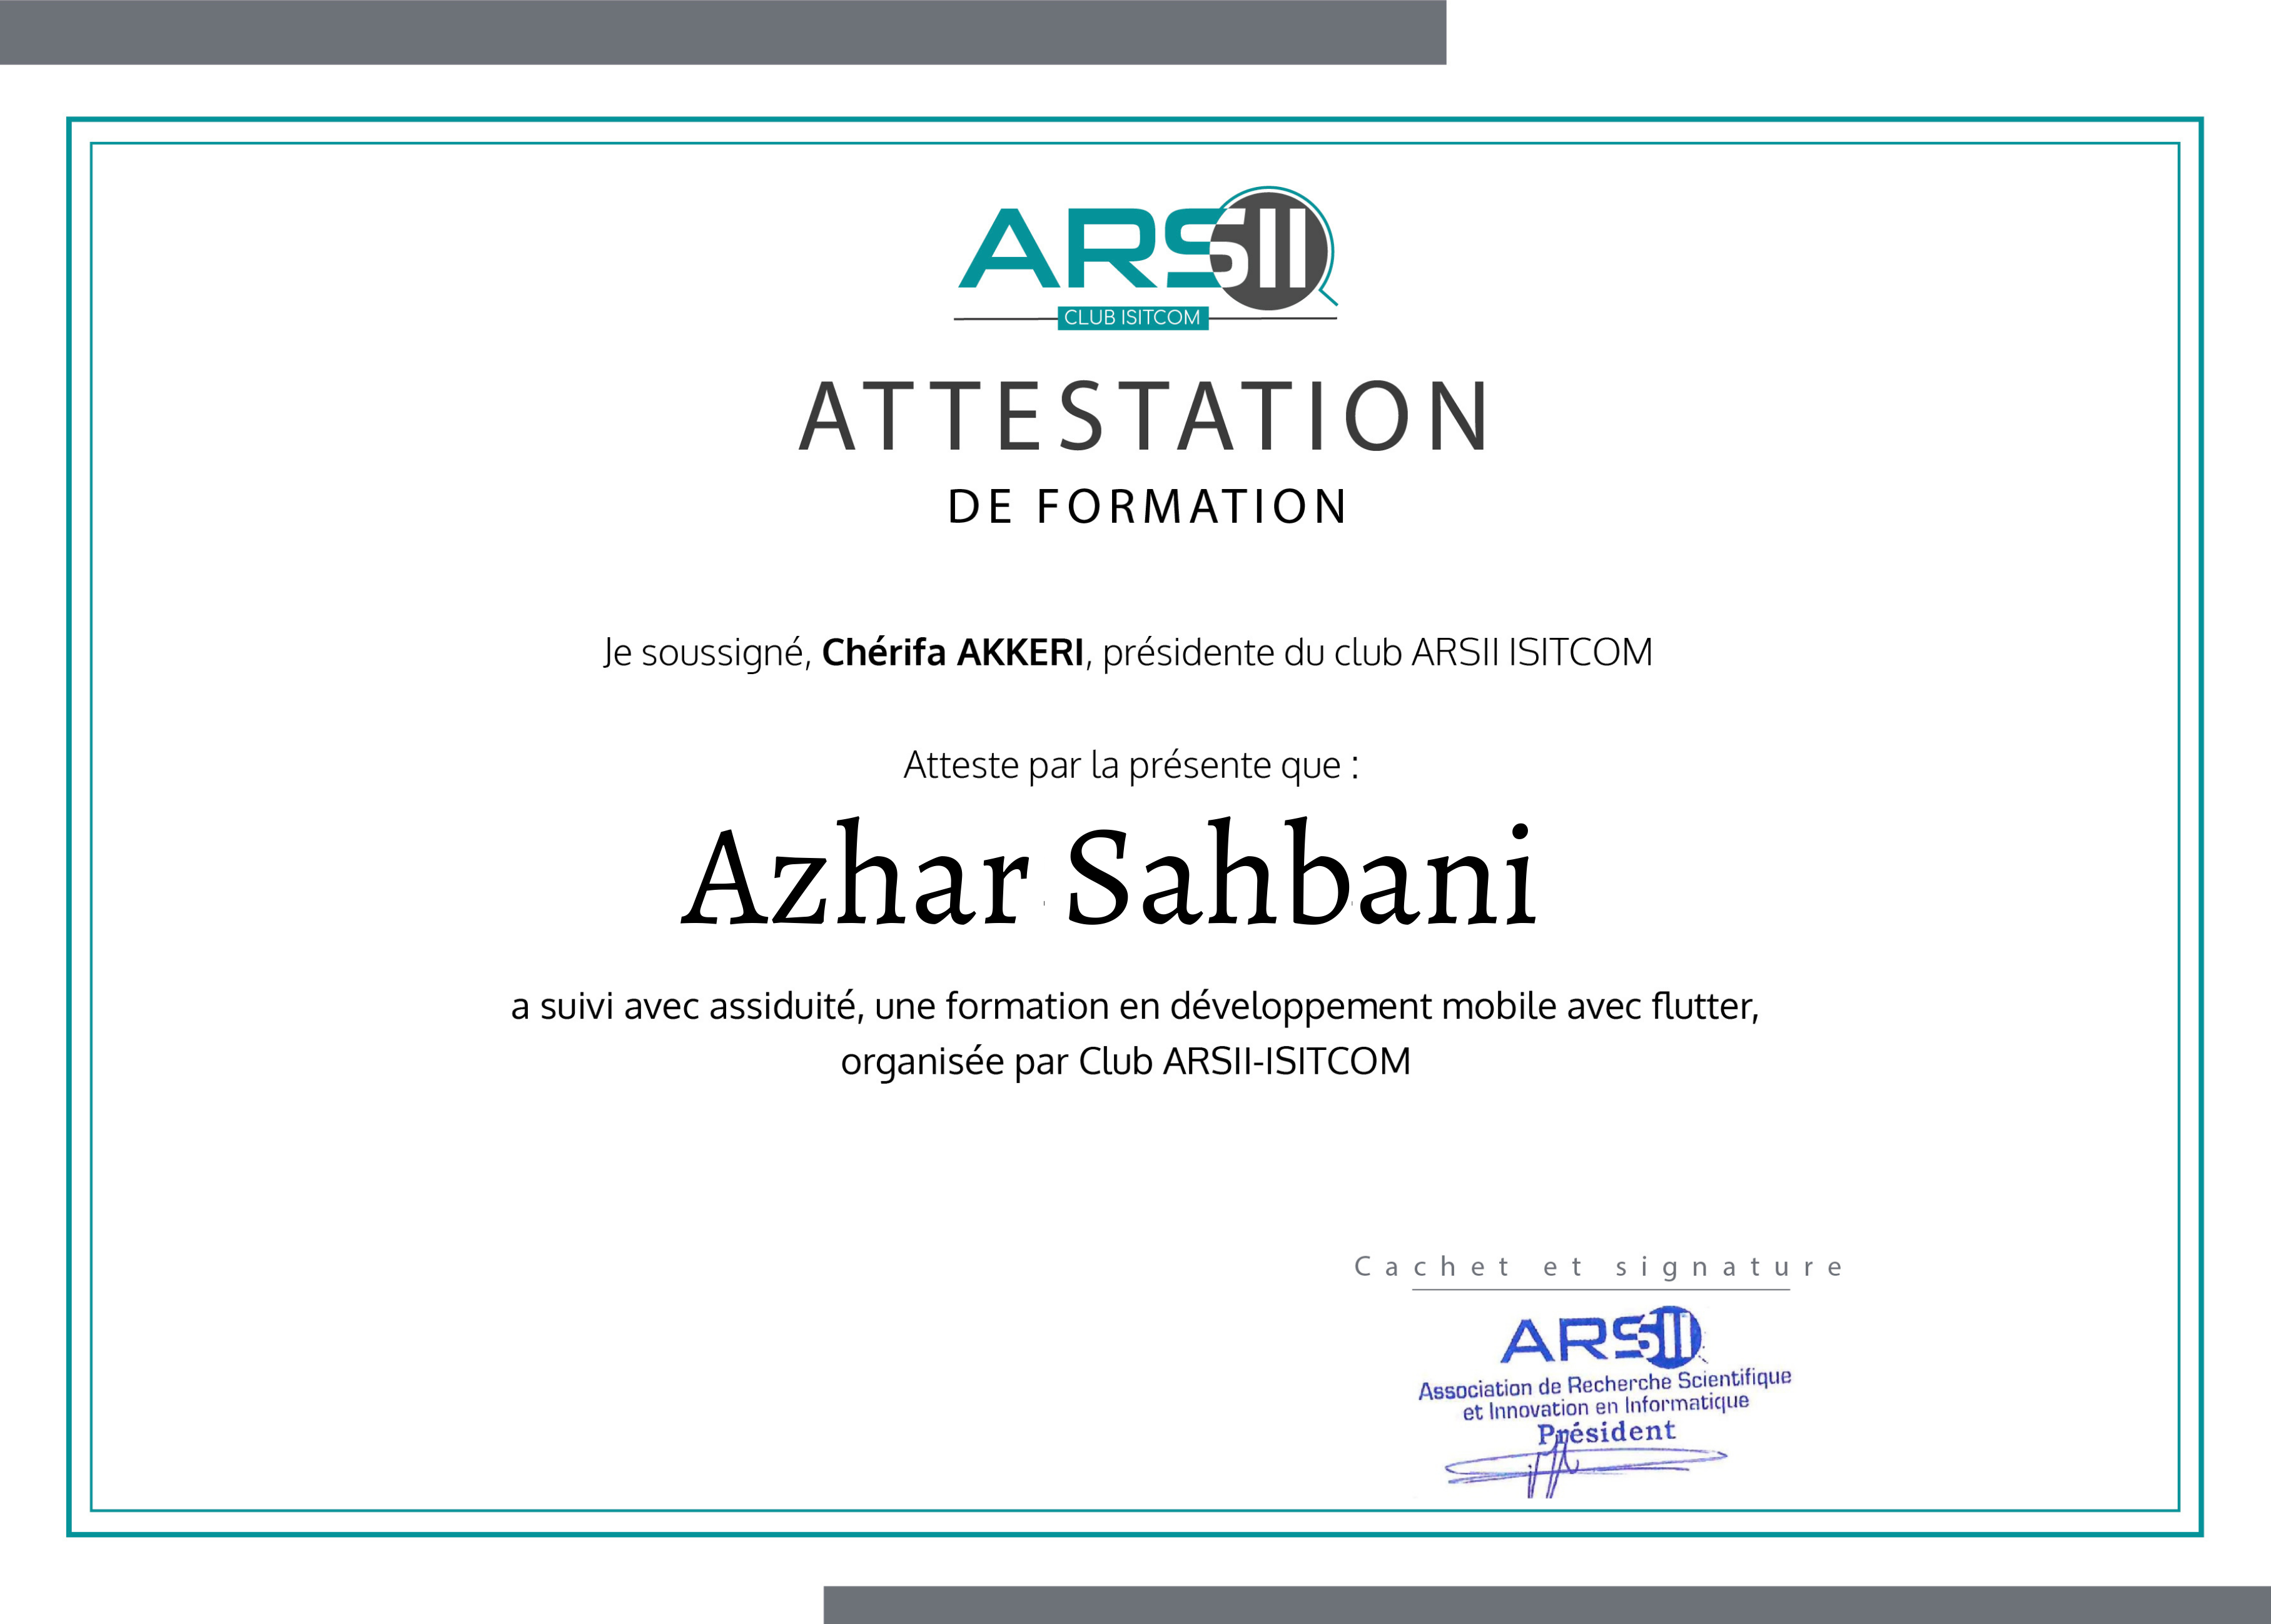 ARSII
CLUB ISITCOM
ATTESTATION
DE FORMATION
Je soussigné, Chérifa AKKERI, présidente du club ARSII ISITCOM
Atteste par la présente que :
Azhar Sahbani
a suivi avec assiduité, une formation en développement mobile avec flutter,
organisée par Club ARSII-ISITCOM
Cachet et signature
ARSII
Association de Recherche Scientifique
et Innovation en Informatique
Président